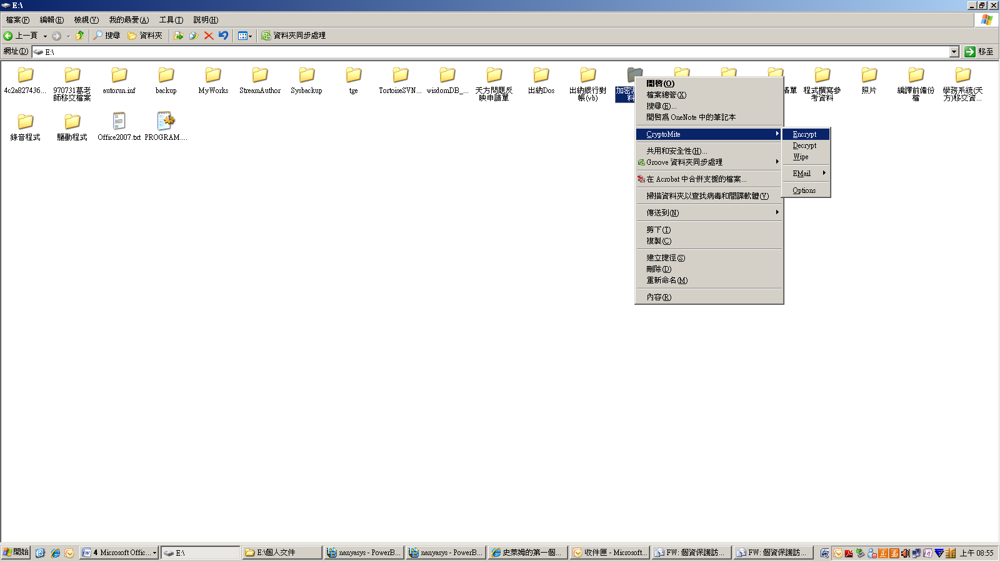 E:\
檔案(F) 編輯(E) 檢視(V) 我的最愛(A) 工具(T) 說明(H)
上一頁 搜尋 資料夾 資料夾同步處理
網址(D) E:\ 移至
4c2a827436... 970731葛老師移交檔案 autorun.inf backup MyWorks StreamAuthor Sysbackup tge TortoiseSVN... wisdomDB_... 天方問題反映申請單 出納Dos 出納銀行對帳(vb) 加密 料 單 程式撰寫參考資料 照片 編譯前備份檔 學務系統(天方)移交資...
錄音程式 驅動程式 Office2007.txt PROGRAM....
開啓(O)
檔案總管(X)
搜尋(E)...
開啓爲 OneNote 中的筆記本
CryptoMite
共用和安全性(H)...
Groove 資料夾同步處理
在 Acrobat 中合併支援的檔案...
掃描資料夾以查找病毒和間諜軟體(V)
傳送到(N)
剪下(T)
複製(C)
建立捷徑(S)
刪除(D)
重新命名(M)
內容(R)
Encrypt
Decrypt
Wipe
EMail
Options
開始 4 Microsoft Offic... E:\ E:\個人文件 nanyasys - PowerB... nanyasys - PowerB... 史萊姆的第一個... 收件匣 - Microsoft... FW: 個資保護訪... FW: 個資保護訪... 上午 08:55